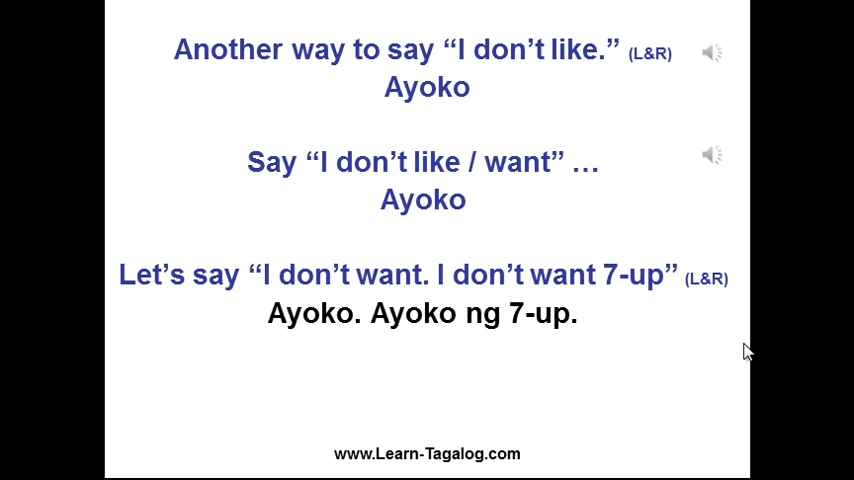 Another way to say “I don’t like.” (L&R)
Ayoko
Say “I don’t like / want” …
Ayoko
Let’s say “I don’t want. I don’t want 7-up” (L&R)
Ayoko. Ayoko ng 7-up.
www.Learn-Tagalog.com